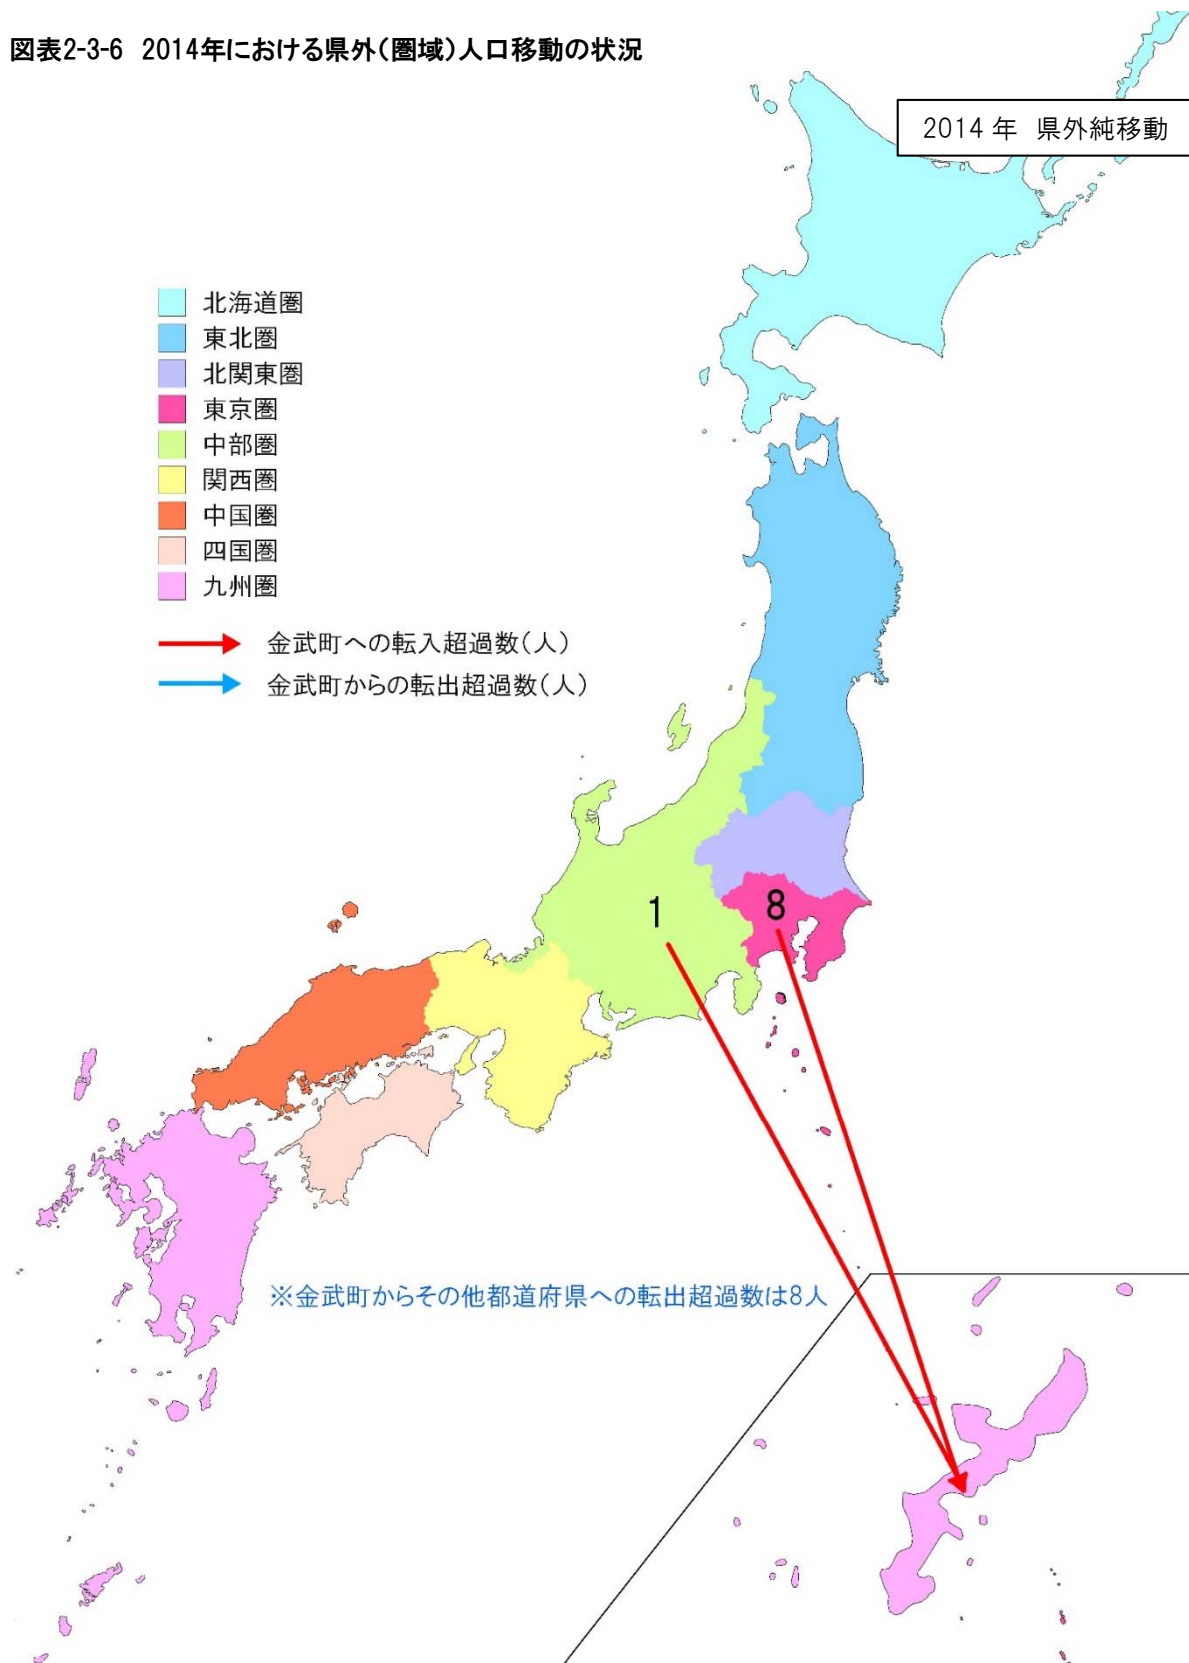 図表2-3-6 2014年における県外(圏域)人口移動の状況
2014年 県外純移動
北海道圏
東北圏
北関東圏
東京圏
中部圏
関西圏
中国圏
四国圏
九州圏
金武町への転入超過数(人)
金武町からの転出超過数(人)
1
8
※金武町からその他都道府県への転出超過数は8人